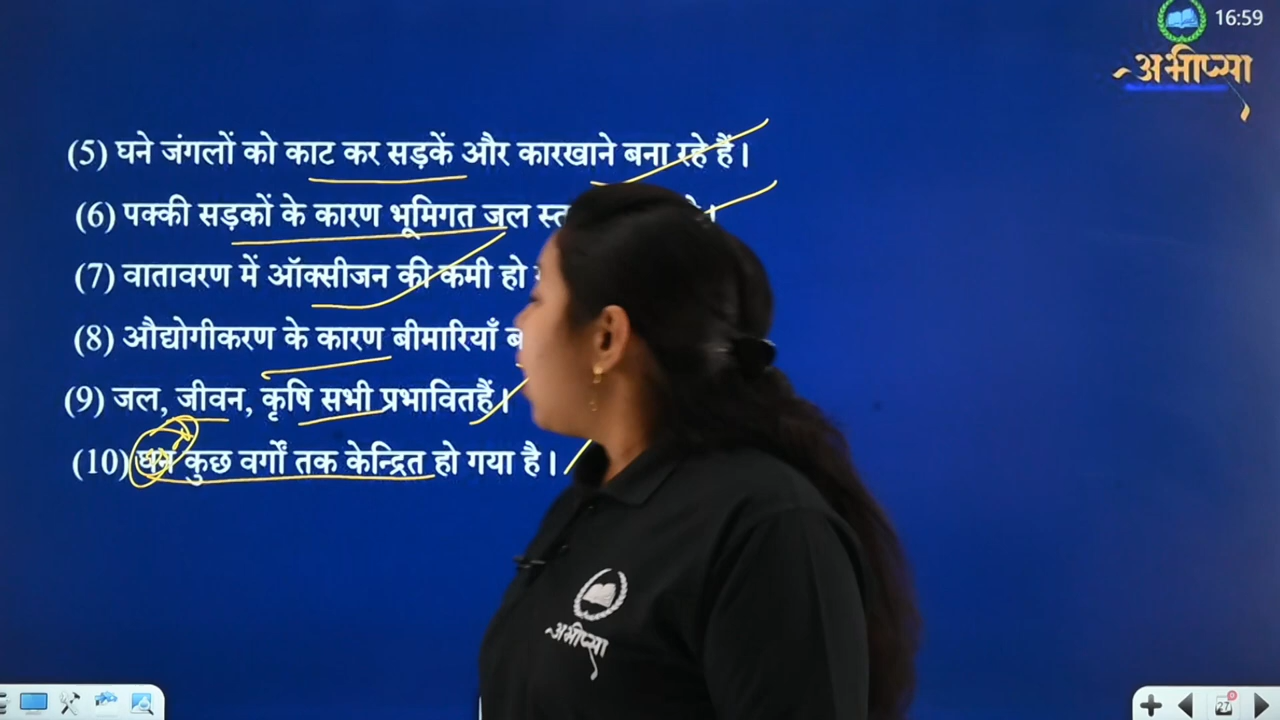 16:59
अभीप्सा
(5) घने जंगलों को काट कर सड़कें और कारखाने बना रहे हैं।
(6) पक्की सड़कों के कारण भूमिगत जल
(7) वातावरण में ऑक्सीजन की कमी हो
(8) औद्योगीकरण के कारण बीमारियाँ
(9) जल, जीवन, कृषि सभी प्रभावितहैं।
(10) धन कुछ वर्गों तक केन्द्रित हो गया है।
अभीप्सा
27